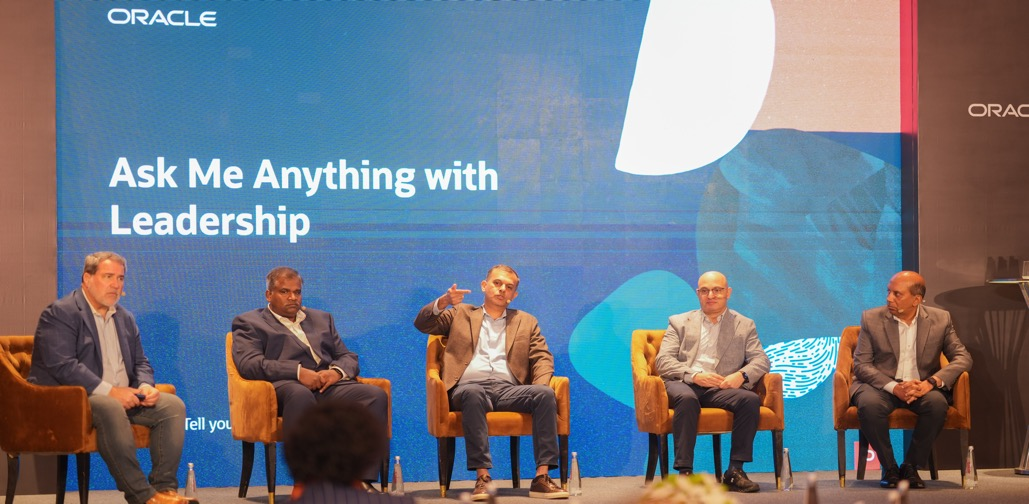 ORACLE
Ask Me Anything with
Leadership
ORAC
Tell you